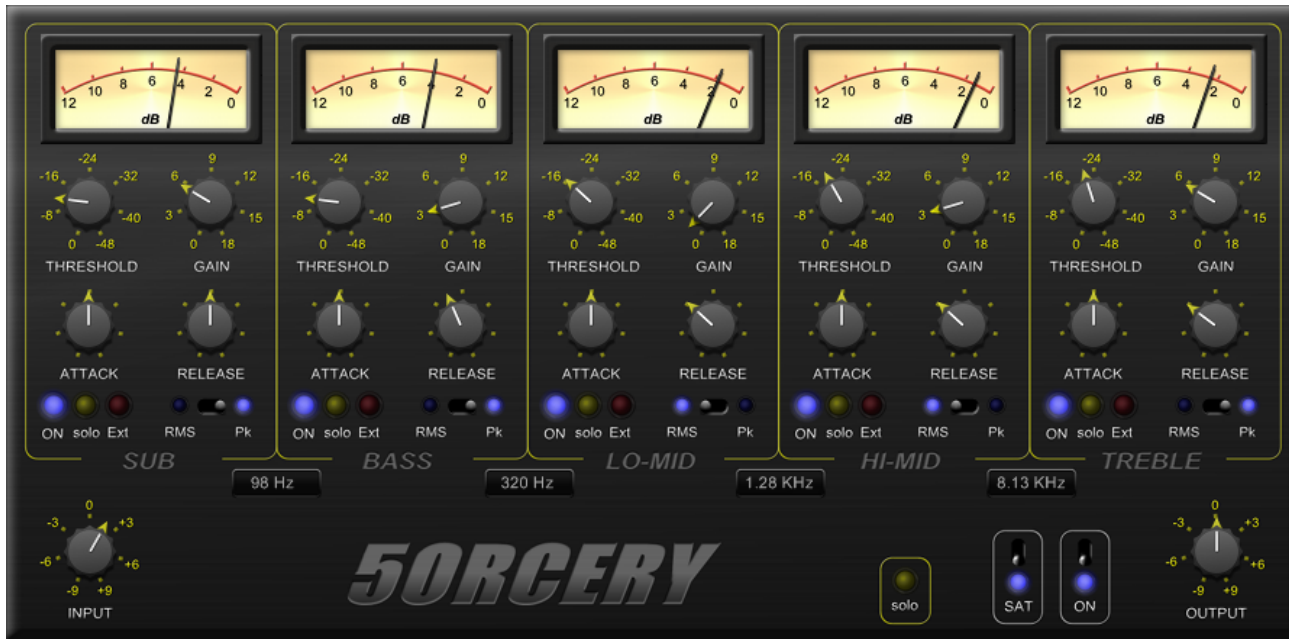 12 10 8 6 4 2 0
dB
12 10 8 6 4 2 0
dB
12 10 8 6 4 2 0
dB
12 10 8 6 4 2 0
dB
12 10 8 6 4 2 0
dB
0 -8 -16 -24 -32 -40 -48
THRESHOLD
3 6 9 12 15 18 0
GAIN
0 -8 -16 -24 -32 -40 -48
THRESHOLD
0 3 6 9 12 15 18
GAIN
0 -8 -16 -24 -32 -40 -48
THRESHOLD
0 3 6 9 12 15 18
GAIN
0 -8 -16 -24 -32 -40 -48
THRESHOLD
0 3 6 9 12 15 18
GAIN
0 -8 -16 -24 -32 -40 -48
THRESHOLD
0 3 6 9 12 15 18
GAIN
ATTACK RELEASE
ATTACK RELEASE
ATTACK RELEASE
ATTACK RELEASE
ATTACK RELEASE
ON solo Ext RMS Pk
ON solo Ext RMS Pk
ON solo Ext RMS Pk
ON solo Ext RMS Pk
ON solo Ext RMS Pk
SUB
BASS
LO-MID
HI-MID
TREBLE
98 Hz
320 Hz
1.28 KHz
8.13 KHz
-9 -6 -3 0 +3 +6 +9
INPUT
5ORCERY
solo
SAT
ON
-9 -6 -3 0 +3 +6 +9
OUTPUT